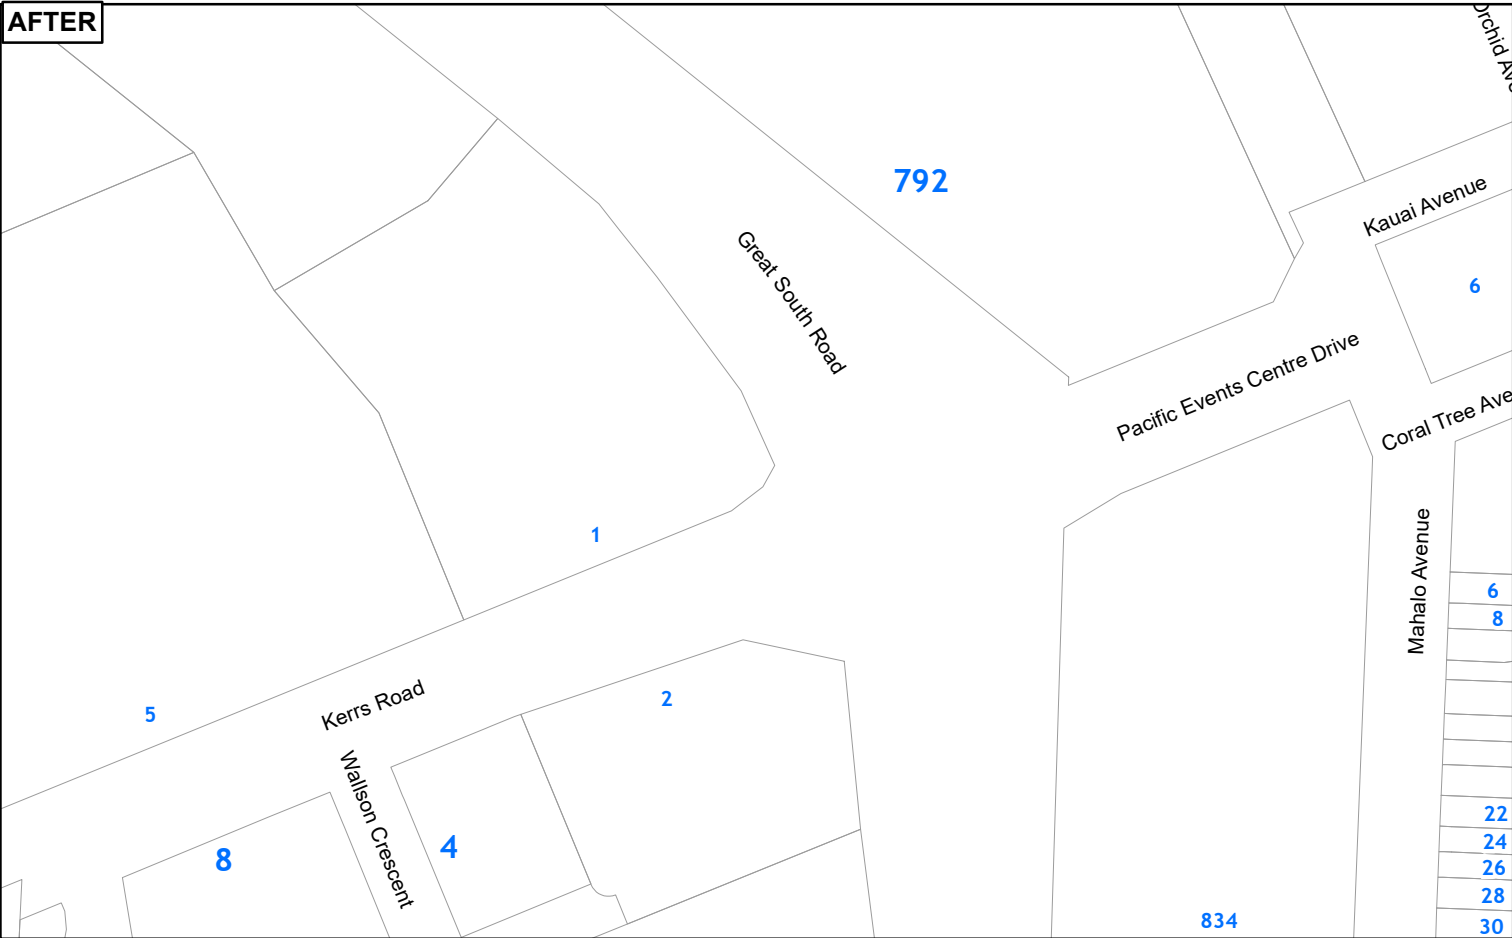 AFTER
Orchid
792
Kauai Avenue
Great South Road
6
Pacific Events Centre Drive
Coral Tree Ave
1
Mahalo Avenue
6
8
5
Kerrs Road
2
Wallson Crescent
4
8
22
24
26
28
834
30